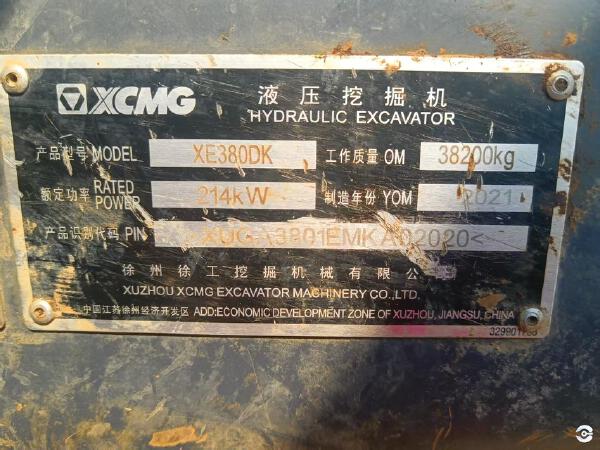 XCMG 液压挖掘机
HYDRAULIC EXCAVATOR
产品型号 MODEL XE380DK 工作质量 OM 38200kg
额定功率 RATED POWER 214kW 制造年份 YOM 2021
产品识别代码 PIN
徐州徐工挖掘机械有限公
XUZHOU XCMG EXCAVATOR MACHINERY CO.,LTD.
中国江苏徐州经济开发区 ADD:ECONOMIC DEVELOPMENT ZONE OF XUZHOU, JIANGSU, CHINA